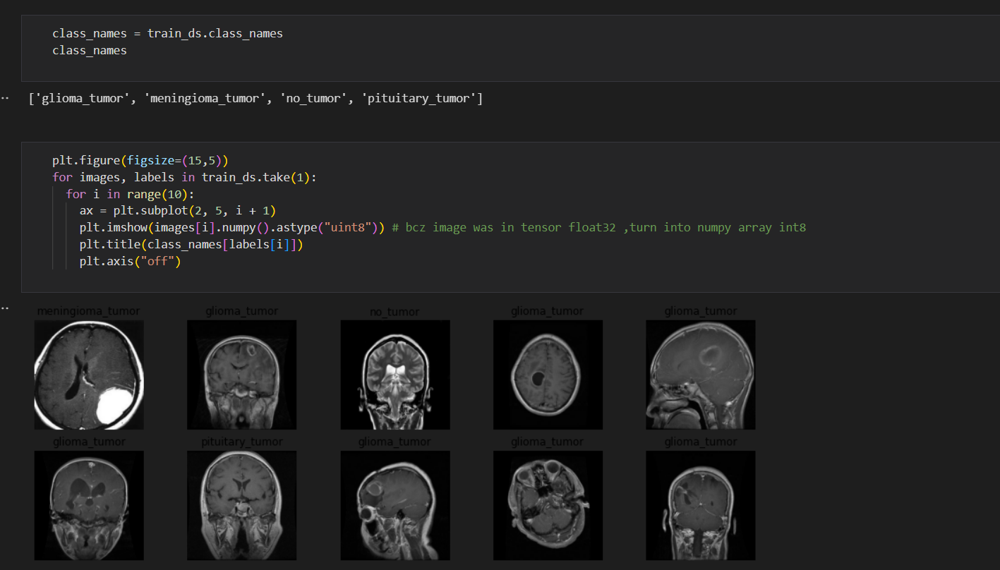 class_names = train_ds.class_names
class_names
['glioma_tumor', 'meningioma_tumor', 'no_tumor', 'pituitary_tumor']
plt.figure(figsize=(15,5))
for images, labels in train_ds.take(1):
for i in range(10):
ax = plt.subplot(2, 5, i + 1)
plt.imshow(images[i].numpy().astype("uint8")) # bcz image was in tensor float32 ,turn into numpy array int8
plt.title(class_names[labels[i]])
plt.axis("off")
meningioma_tumor glioma_tumor no_tumor glioma_tumor glioma_tumor
glioma_tumor pituitary_tumor glioma_tumor glioma_tumor glioma_tumor